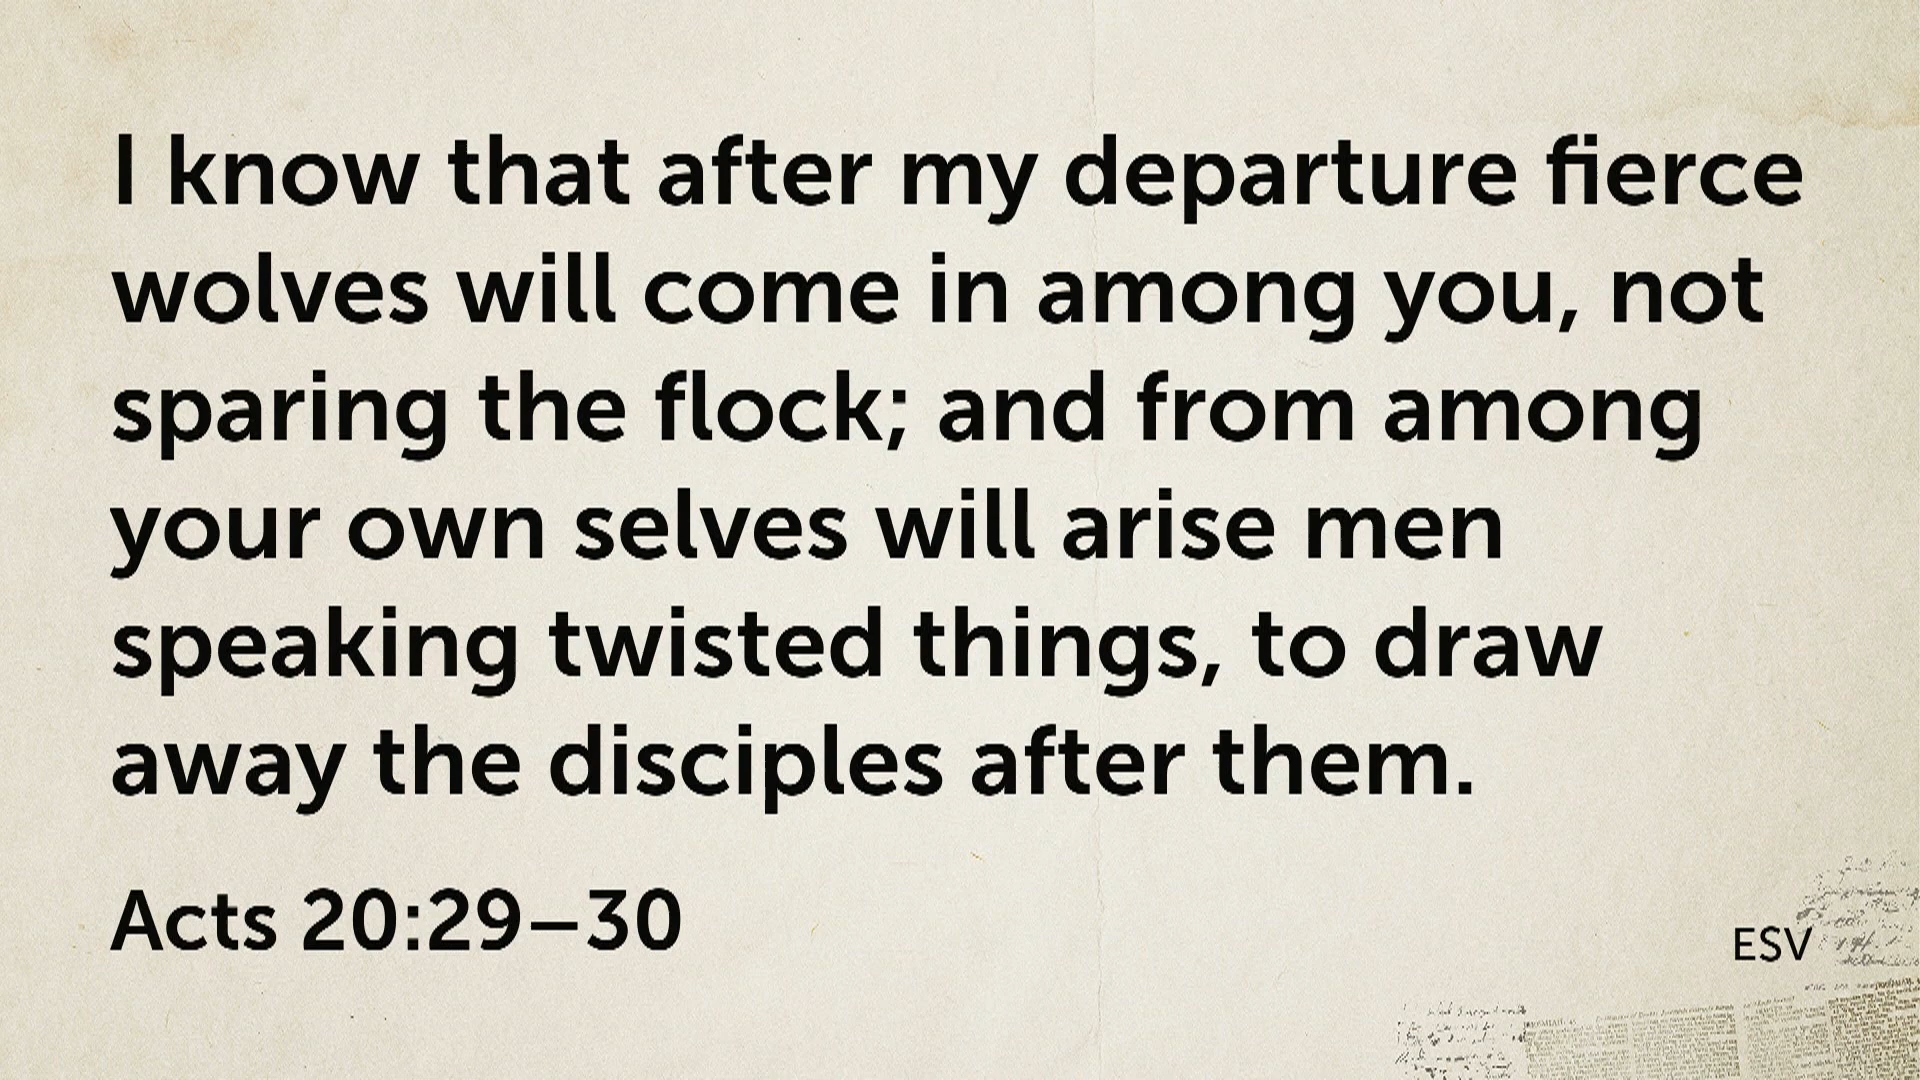 I know that after my departure fierce
wolves will come in among you, not
sparing the flock; and from among
your own selves will arise men
speaking twisted things, to draw
away the disciples after them.
Acts 20:29–30
ESV